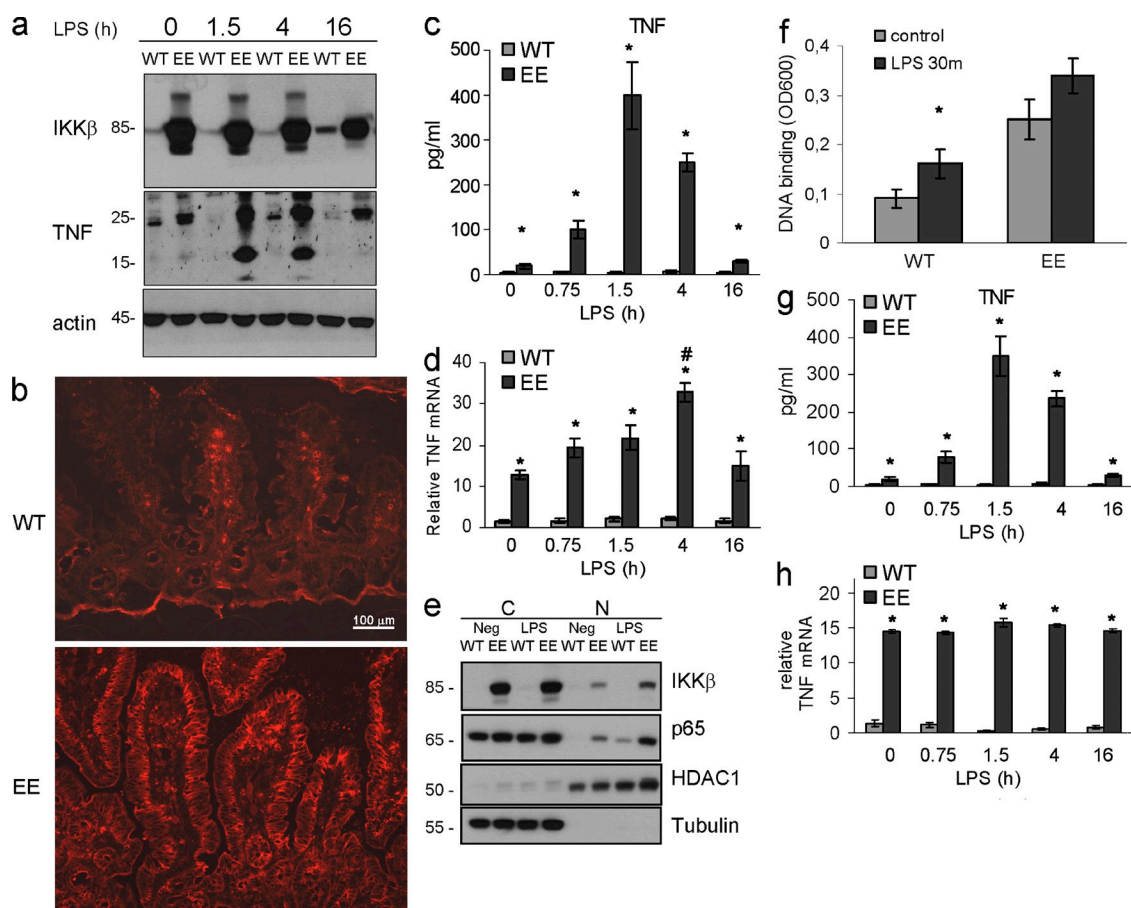 a
LPS (h) 0 1.5 4 16
WT EE WT EE WT EE WT EE
IKKβ 85-
TNF 25-
15-
actin 45-
b
WT
100 µm
EE
c
TNF
WT
EE
pg/ml
500
400
300
200
100
0
* * * * *
0 0.75 1.5 4 16
LPS (h)
d
WT
EE
Relative TNF mRNA
40
30
20
10
0
#
* * * * *
0 0.75 1.5 4 16
LPS (h)
e
C N
Neg LPS Neg LPS
WT EE WT EE WT EE WT EE
85 - IKKβ
65 - p65
50 - HDAC1
55 - Tubulin
f
control
LPS 30m
DNA binding (OD600)
0,4
0,3
0,2
0,1
0
*
WT EE
g
TNF
WT
EE
pg/ml
500
400
300
200
100
0
* * * * *
0 0.75 1.5 4 16
LPS (h)
h
WT
EE
relative
TNF mRNA
20
15
10
5
0
* * * * *
0 0.75 1.5 4 16
LPS (h)